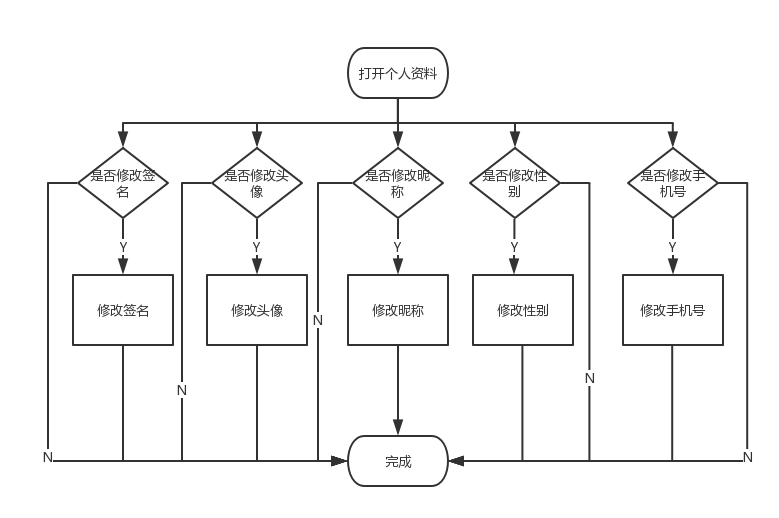 打开个人资料
是否修改签
名
是否修改头
像
是否修改昵
称
是否修改性
别
是否修改手
机号
Y
Y
Y
Y
Y
修改签名
修改头像
修改昵称
修改性别
修改手机号
N
N
N
N
N
完成